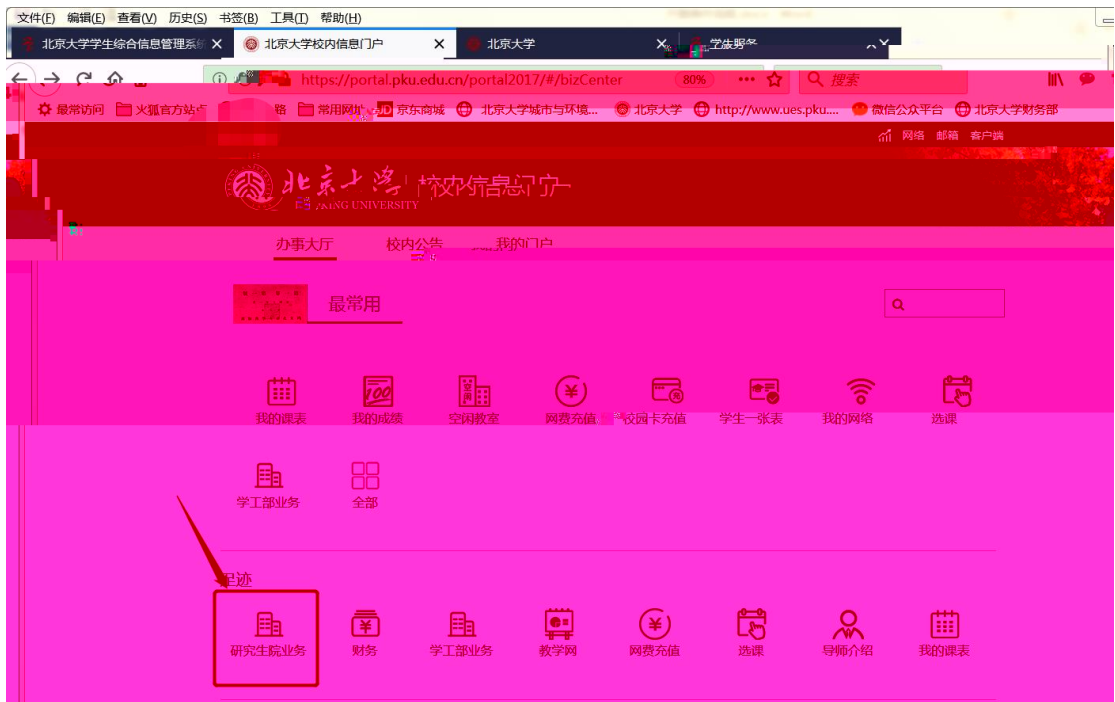 文件(F) 编辑(E) 查看(V) 历史(S) 书签(B) 工具(T) 帮助(H)
北京大学学生综合信息管理系统 北京大学校内信息门户 北京大学
https://portal.pku.edu.cn/portal2017/#/bizCenter 80% 搜索
最常访问 火狐官方站点 常用网址 JD 京东商城 北京大学城市与环境... 北京大学 http://www.ues.pku.... 微信公众平台 北京大学财务部
网络 邮箱 客户端
北京大学 校内信息门户
UNIVERSITY
办事大厅 校内公告 我的门户
最常用
我的课表 我的成绩 空闲教室 网费充值 校园卡充值 学生一张表 我的网络 选课
学工部业务 全部
足迹
研究生院业务 财务 学工部业务 教学网 网费充值 选课 导师介绍 我的课表